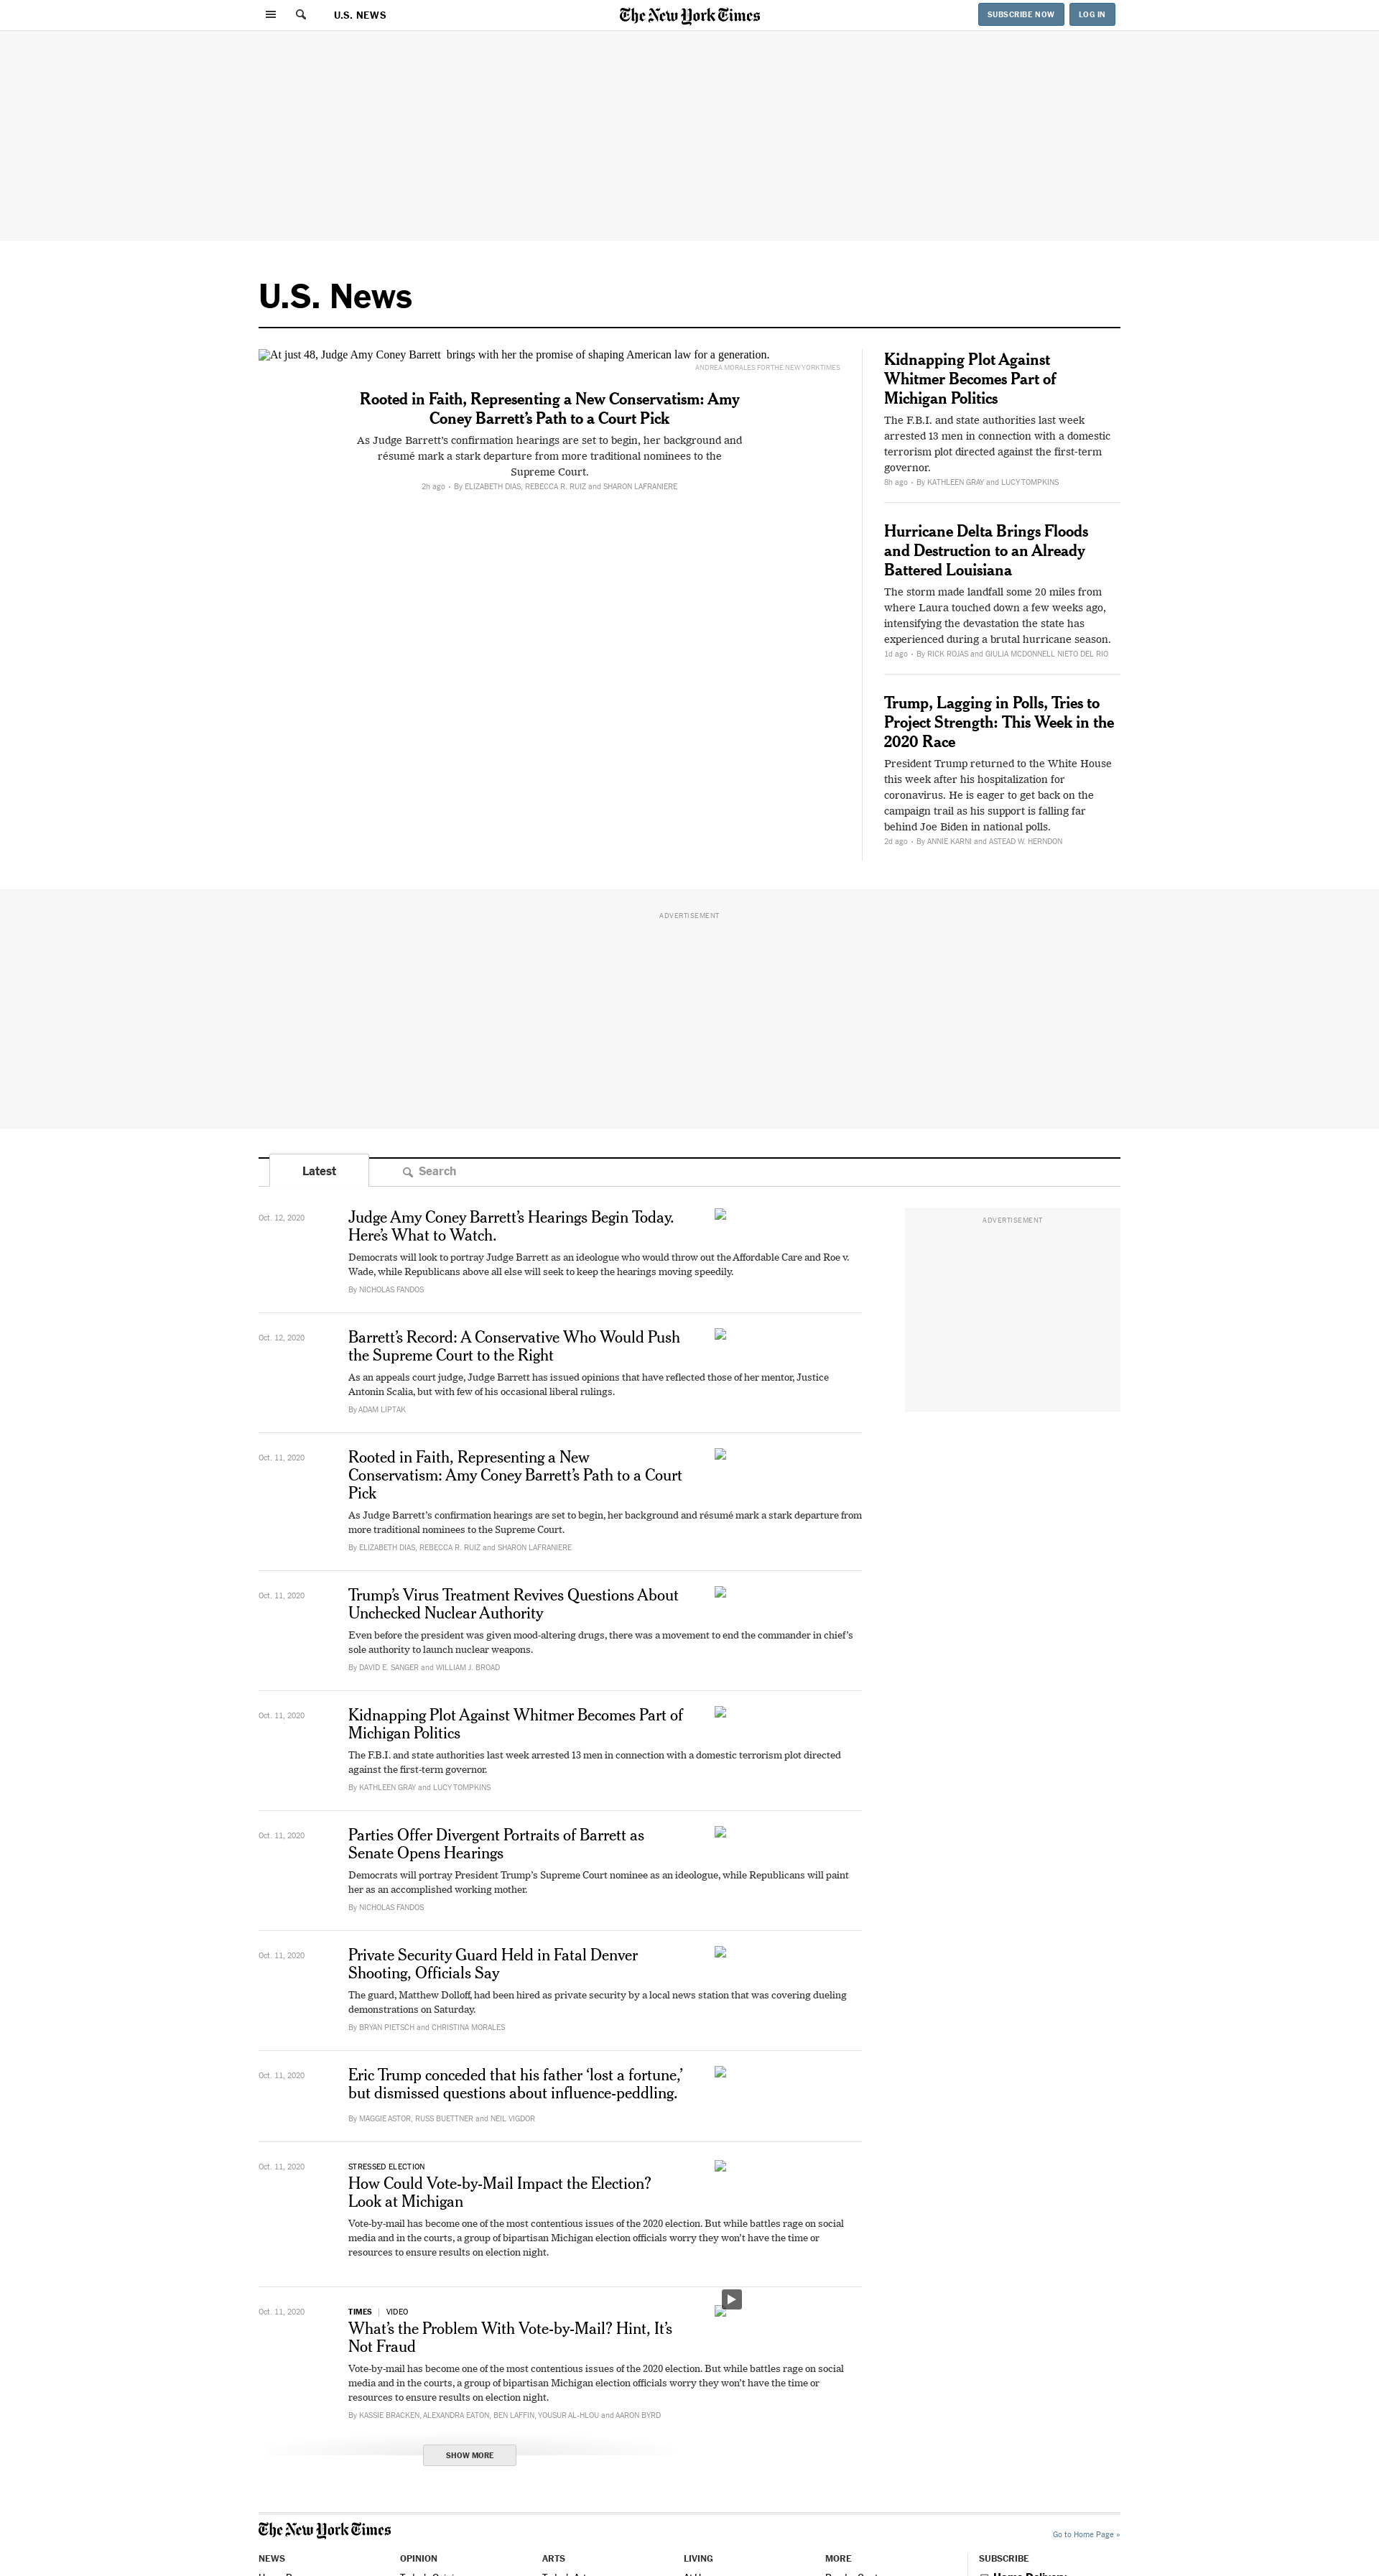 U.S. NEWS
The New York Times
SUBSCRIBE NOW
LOG IN
U.S. News
At just 48, Judge Amy Coney Barrett brings with her the promise of shaping American law for a generation.
ANDREA MORALES FOR THE NEW YORK TIMES
Rooted in Faith, Representing a New Conservatism: Amy
Coney Barrett’s Path to a Court Pick
As Judge Barrett’s confirmation hearings are set to begin, her background and
résumé mark a stark departure from more traditional nominees to the
Supreme Court.
2h ago - By ELIZABETH DIAS, REBECCA R. RUIZ and SHARON LAFRANIERE
Kidnapping Plot Against
Whitmer Becomes Part of
Michigan Politics
The F.B.I. and state authorities last week
arrested 13 men in connection with a domestic
terrorism plot directed against the first-term
governor.
8h ago - By KATHLEEN GRAY and LUCY TOMPKINS
Hurricane Delta Brings Floods
and Destruction to an Already
Battered Louisiana
The storm made landfall some 20 miles from
where Laura touched down a few weeks ago,
intensifying the devastation the state has
experienced during a brutal hurricane season.
1d ago - By RICK ROJAS and GIULIA MCDONNELL NIETO DEL RIO
Trump, Lagging in Polls, Tries to
Project Strength: This Week in the
2020 Race
President Trump returned to the White House
this week after his hospitalization for
coronavirus. He is eager to get back on the
campaign trail as his support is falling far
behind Joe Biden in national polls.
2d ago - By ANNIE KARNI and ASTEAD W. HERNDON
ADVERTISEMENT
Latest
Search
ADVERTISEMENT
Oct. 12, 2020
Judge Amy Coney Barrett’s Hearings Begin Today.
Here’s What to Watch.
Democrats will look to portray Judge Barrett as an ideologue who would throw out the Affordable Care and Roe v.
Wade, while Republicans above all else will seek to keep the hearings moving speedily.
By NICHOLAS FANDOS
Oct. 12, 2020
Barrett’s Record: A Conservative Who Would Push
the Supreme Court to the Right
As an appeals court judge, Judge Barrett has issued opinions that have reflected those of her mentor, Justice
Antonin Scalia, but with few of his occasional liberal rulings.
By ADAM LIPTAK
Oct. 11, 2020
Rooted in Faith, Representing a New
Conservatism: Amy Coney Barrett’s Path to a Court
Pick
As Judge Barrett’s confirmation hearings are set to begin, her background and résumé mark a stark departure from
more traditional nominees to the Supreme Court.
By ELIZABETH DIAS, REBECCA R. RUIZ and SHARON LAFRANIERE
Oct. 11, 2020
Trump’s Virus Treatment Revives Questions About
Unchecked Nuclear Authority
Even before the president was given mood-altering drugs, there was a movement to end the commander in chief’s
sole authority to launch nuclear weapons.
By DAVID E. SANGER and WILLIAM J. BROAD
Oct. 11, 2020
Kidnapping Plot Against Whitmer Becomes Part of
Michigan Politics
The F.B.I. and state authorities last week arrested 13 men in connection with a domestic terrorism plot directed
against the first-term governor.
By KATHLEEN GRAY and LUCY TOMPKINS
Oct. 11, 2020
Parties Offer Divergent Portraits of Barrett as
Senate Opens Hearings
Democrats will portray President Trump’s Supreme Court nominee as an ideologue, while Republicans will paint
her as an accomplished working mother.
By NICHOLAS FANDOS
Oct. 11, 2020
Private Security Guard Held in Fatal Denver
Shooting, Officials Say
The guard, Matthew Dolloff, had been hired as private security by a local news station that was covering dueling
demonstrations on Saturday.
By BRYAN PIETSCH and CHRISTINA MORALES
Oct. 11, 2020
Eric Trump conceded that his father ‘lost a fortune,’
but dismissed questions about influence-peddling.
By MAGGIE ASTOR, RUSS BUETTNER and NEIL VIGDOR
Oct. 11, 2020
STRESSED ELECTION
How Could Vote-by-Mail Impact the Election?
Look at Michigan
Vote-by-mail has become one of the most contentious issues of the 2020 election. But while battles rage on social
media and in the courts, a group of bipartisan Michigan election officials worry they won’t have the time or
resources to ensure results on election night.
Oct. 11, 2020
TIMES | VIDEO
What’s the Problem With Vote-by-Mail? Hint, It’s
Not Fraud
Vote-by-mail has become one of the most contentious issues of the 2020 election. But while battles rage on social
media and in the courts, a group of bipartisan Michigan election officials worry they won’t have the time or
resources to ensure results on election night.
By KASSIE BRACKEN, ALEXANDRA EATON, BEN LAFFIN, YOUSUR AL-HLOU and AARON BYRD
SHOW MORE
The New York Times
Go to Home Page »
NEWS
OPINION
ARTS
LIVING
MORE
SUBSCRIBE
Home Delivery